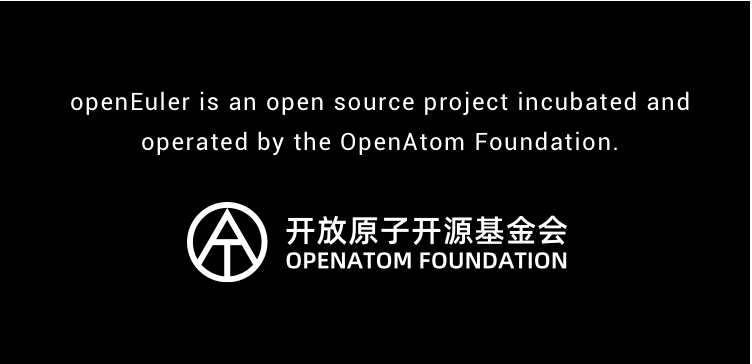 openEuler is an open source project incubated and
operated by the OpenAtom Foundation.
开放原子开源基金会
OPENATOM FOUNDATION